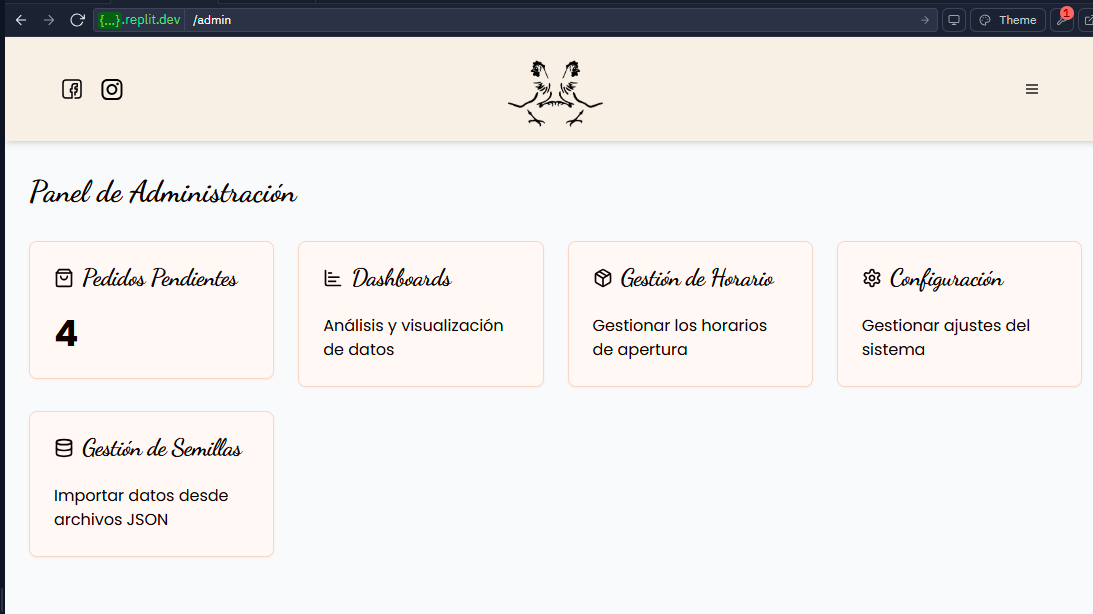 {...}.replit.dev /admin
Theme
1
Panel de Administración
Pedidos Pendientes
4
Dashboards
Análisis y visualización
de datos
Gestión de Horario
Gestionar los horarios
de apertura
Configuración
Gestionar ajustes del
sistema
Gestión de Semillas
Importar datos desde
archivos JSON